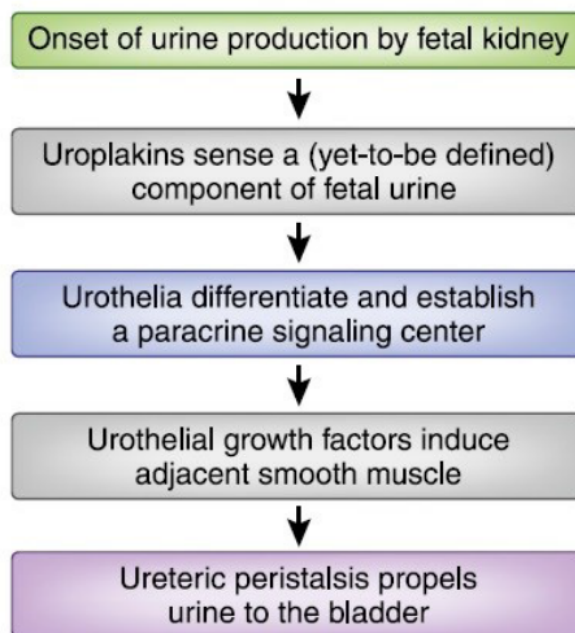 Onset of urine production by fetal kidney
Uroplakins sense a (yet-to-be defined)
component of fetal urine
Urothelia differentiate and establish
a paracrine signaling center
Urothelial growth factors induce
adjacent smooth muscle
Ureteric peristalsis propels
urine to the bladder